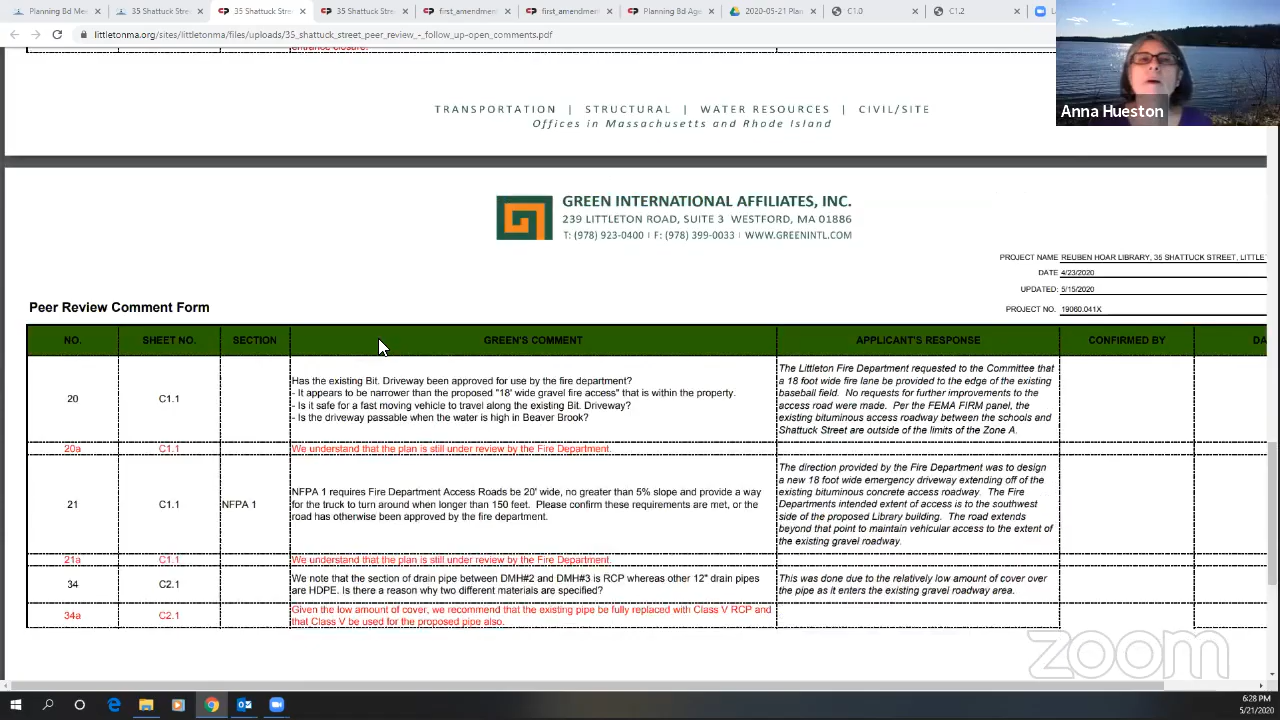 Planning Bd Me
35 Shattuck Stre
35 Shattuck Stre
35 Shattuck Stre
first_amendment
first_amendment
Planning Bd Age
2020-05-21 Plan
C1.0
C1.2
littletonma.org/sites/littletonma/files/uploads/35_shattuck_street_peer_review_-_follow_up-open_comments.pdf
entrance closure.
TRANSPORTATION | STRUCTURAL | WATER RESOURCES | CIVIL/SITE
Offices in Massachusetts and Rhode Island
Anna Hueston
GREEN INTERNATIONAL AFFILIATES, INC.
239 LITTLETON ROAD, SUITE 3 WESTFORD, MA 01886
T: (978) 923-0400 | F: (978) 399-0033 | WWW.GREENINTL.COM
PROJECT NAME REUBEN HOAR LIBRARY, 35 SHATTUCK STREET, LITTLET
DATE 4/23/2020
UPDATED: 5/15/2020
PROJECT NO. 19060.041X
Peer Review Comment Form
NO. SHEET NO. SECTION GREEN'S COMMENT APPLICANT'S RESPONSE CONFIRMED BY DA
20 C1.1
Has the existing Bit. Driveway been approved for use by the fire department?
- It appears to be narrower than the proposed "18' wide gravel fire access" that is within the property.
- Is it safe for a fast moving vehicle to travel along the existing Bit. Driveway?
- Is the driveway passable when the water is high in Beaver Brook?
The Littleton Fire Department requested to the Committee that
a 18 foot wide fire lane be provided to the edge of the existing
baseball field. No requests for further improvements to the
access road were made. Per the FEMA FIRM panel, the
existing bituminous access roadway between the schools and
Shattuck Street are outside of the limits of the Zone A.
20a C1.1 We understand that the plan is still under review by the Fire Department.
21 C1.1 NFPA 1
NFPA 1 requires Fire Department Access Roads be 20' wide, no greater than 5% slope and provide a way
for the truck to turn around when longer than 150 feet. Please confirm these requirements are met, or the
road has otherwise been approved by the fire department.
The direction provided by the Fire Department was to design
a new 18 foot wide emergency driveway extending off of the
existing bituminous concrete access roadway. The Fire
Departments intended extent of access is to the southwest
side of the proposed Library building. The road extends
beyond that point to maintain vehicular access to the extent of
the existing gravel roadway.
21a C1.1 We understand that the plan is still under review by the Fire Department.
34 C2.1
We note that the section of drain pipe between DMH#2 and DMH#3 is RCP whereas other 12" drain pipes
are HDPE. Is there a reason why two different materials are specified?
This was done due to the relatively low amount of cover over
the pipe as it enters the existing gravel roadway area.
34a C2.1
Given the low amount of cover, we recommend that the existing pipe be fully replaced with Class V RCP and
that Class V be used for the proposed pipe also.
zoom
6:28 PM
5/21/2020